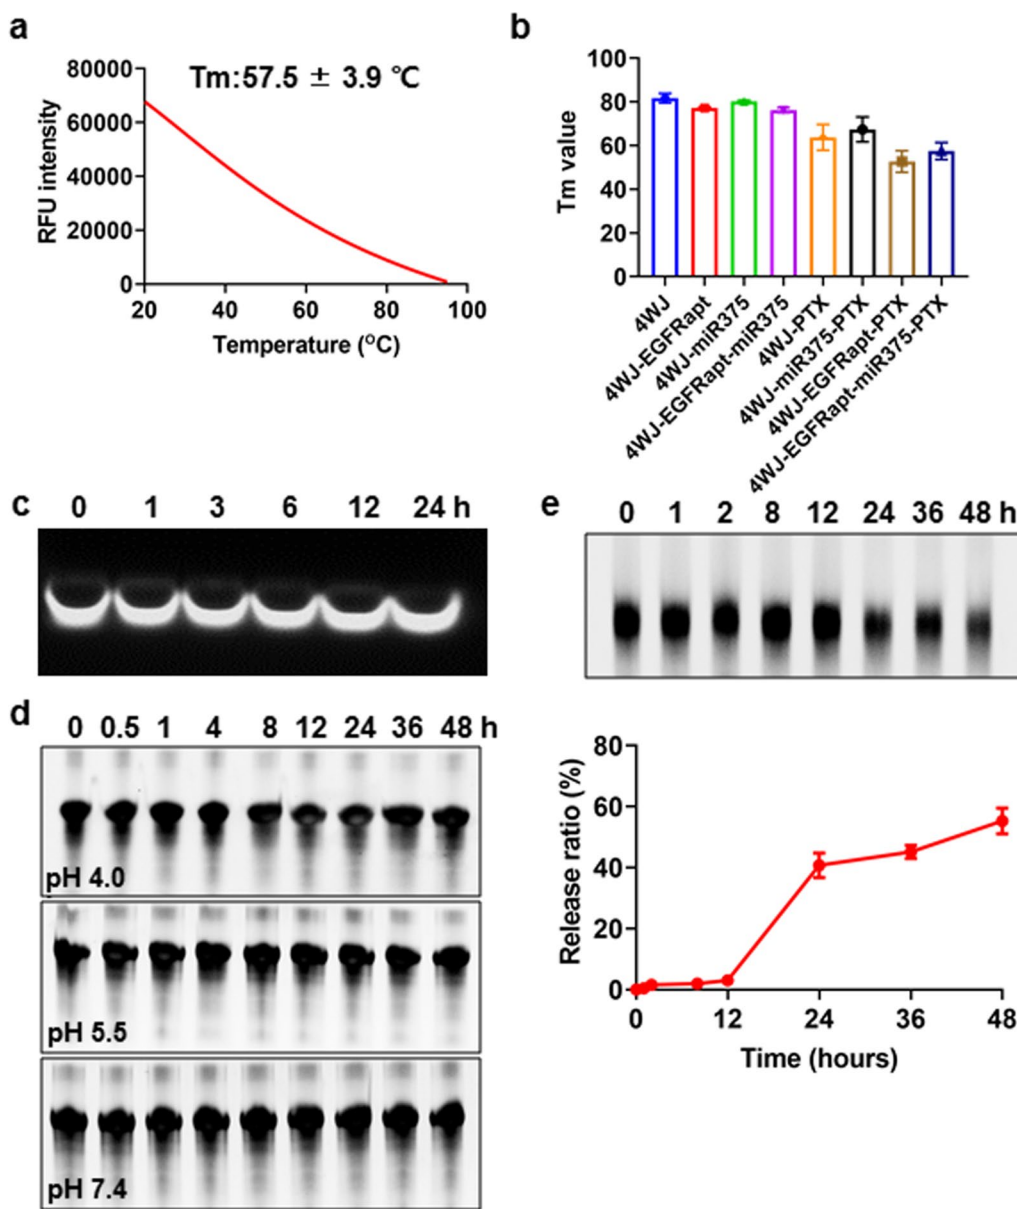 a
Tm:57.5 ± 3.9 ℃
80000
60000
40000
20000
0
RFU intensity
20 40 60 80 100
Temperature (ºC)
b
100
80
60
40
20
0
Tm value
4WJ
4WJ-EGFRapt
4WJ-miR375
4WJ-EGFRapt-miR375
4WJ-PTX
4WJ-miR375-PTX
4WJ-EGFRapt-PTX
4WJ-EGFRapt-miR375-PTX
c
0 1 3 6 12 24 h
d
0 0.5 1 4 8 12 24 36 48 h
pH 4.0
pH 5.5
pH 7.4
e
0 1 2 8 12 24 36 48 h
80
60
40
20
0
Release ratio (%)
0 12 24 36 48
Time (hours)